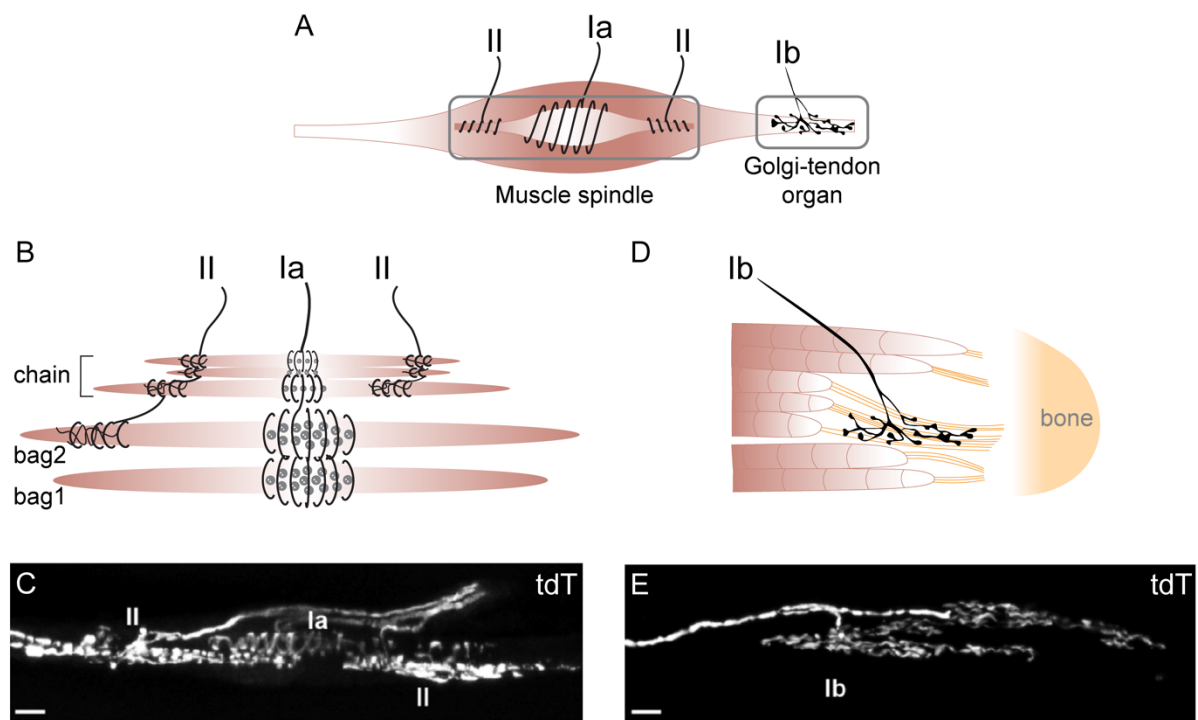 A
II
Ia
II
Ib
Muscle spindle
Golgi-tendon
organ
B
II
Ia
II
chain
bag2
bag1
D
Ib
bone
C
tdT
II
Ia
II
E
tdT
Ib